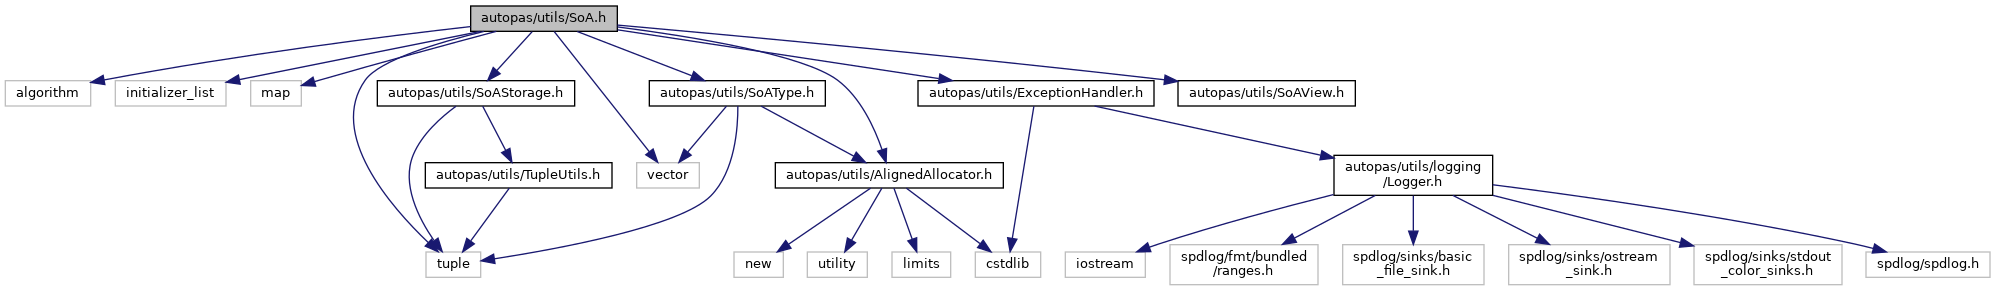 autopas/utils/SoA.h
algorithm
initializer_list
map
autopas/utils/SoAStorage.h
autopas/utils/SoAType.h
autopas/utils/ExceptionHandler.h
autopas/utils/SoAView.h
autopas/utils/TupleUtils.h
vector
autopas/utils/AlignedAllocator.h
autopas/utils/logging
/Logger.h
tuple
new
utility
limits
cstdlib
iostream
spdlog/fmt/bundled
/ranges.h
spdlog/sinks/basic
_file_sink.h
spdlog/sinks/ostream
_sink.h
spdlog/sinks/stdout
_color_sinks.h
spdlog/spdlog.h